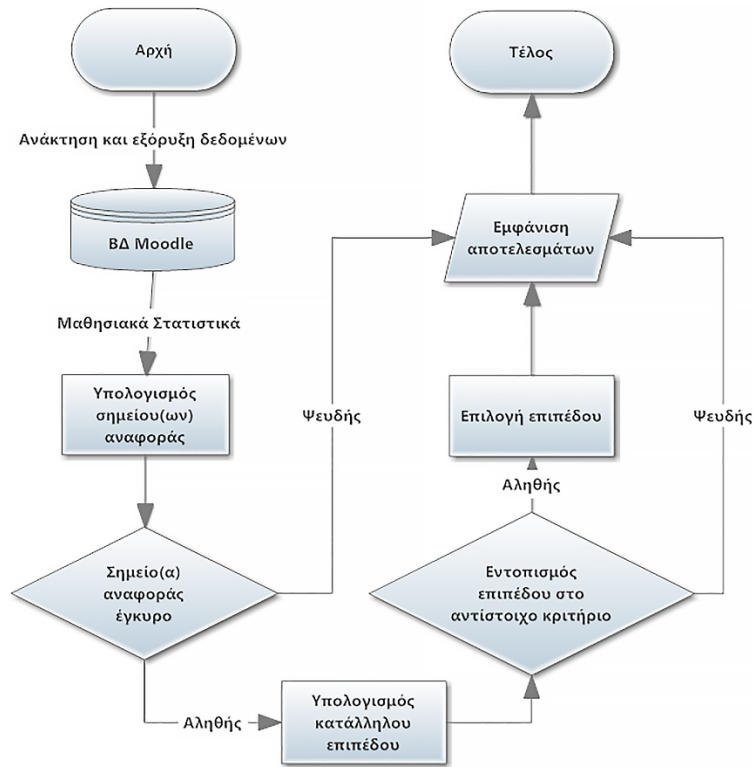 Αρχή
Ανάκτηση και εξόρυξη δεδομένων
ΒΔ Moodle
Μαθησιακά Στατιστικά
Υπολογισμός
σημείου(ων)
αναφοράς
Σημείο(α)
αναφοράς
έγκυρο
Ψευδής
Αληθής
Υπολογισμός
κατάλληλου
επιπέδου
Εντοπισμός
επιπέδου στο
αντίστοιχο κριτήριο
Αληθής
Ψευδής
Επιλογή επιπέδου
Εμφάνιση
αποτελεσμάτων
Τέλος